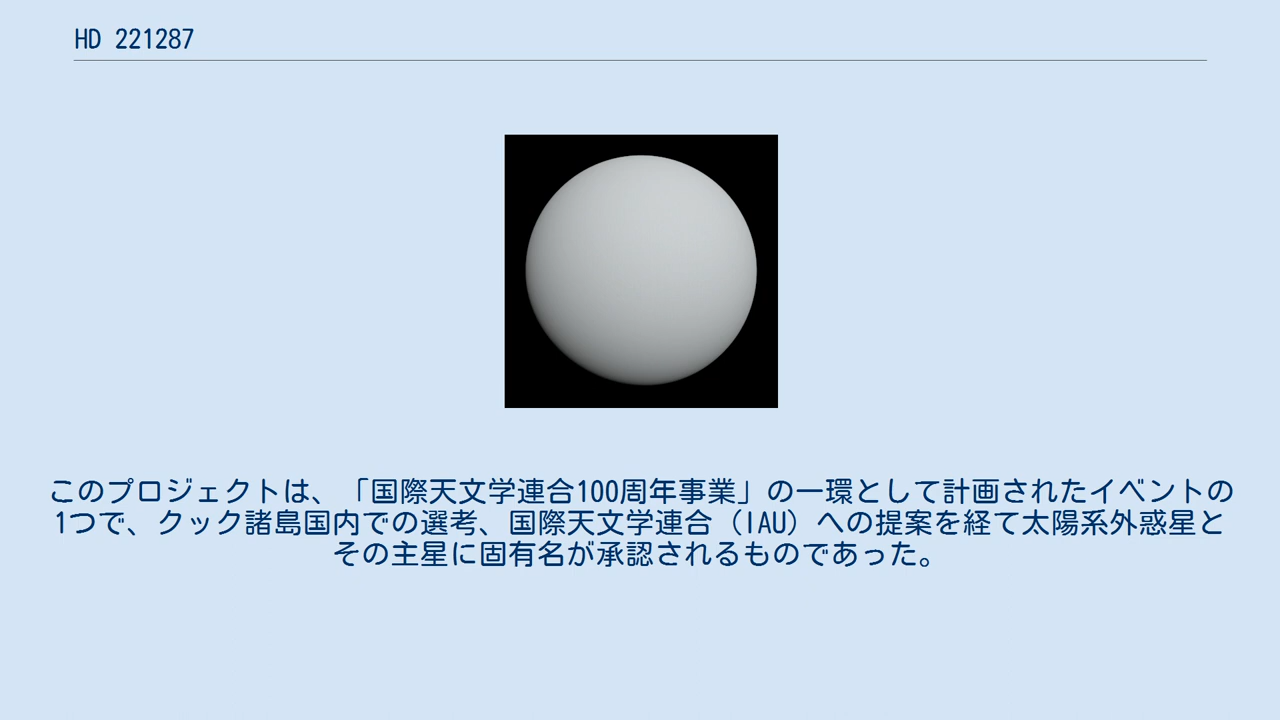 HD 221287
このプロジェクトは、「国際天文学連合100周年事業」の一環として計画されたイベントの
1つで、クック諸島国内での選考、国際天文学連合（IAU）への提案を経て太陽系外惑星と
その主星に固有名が承認されるものであった。